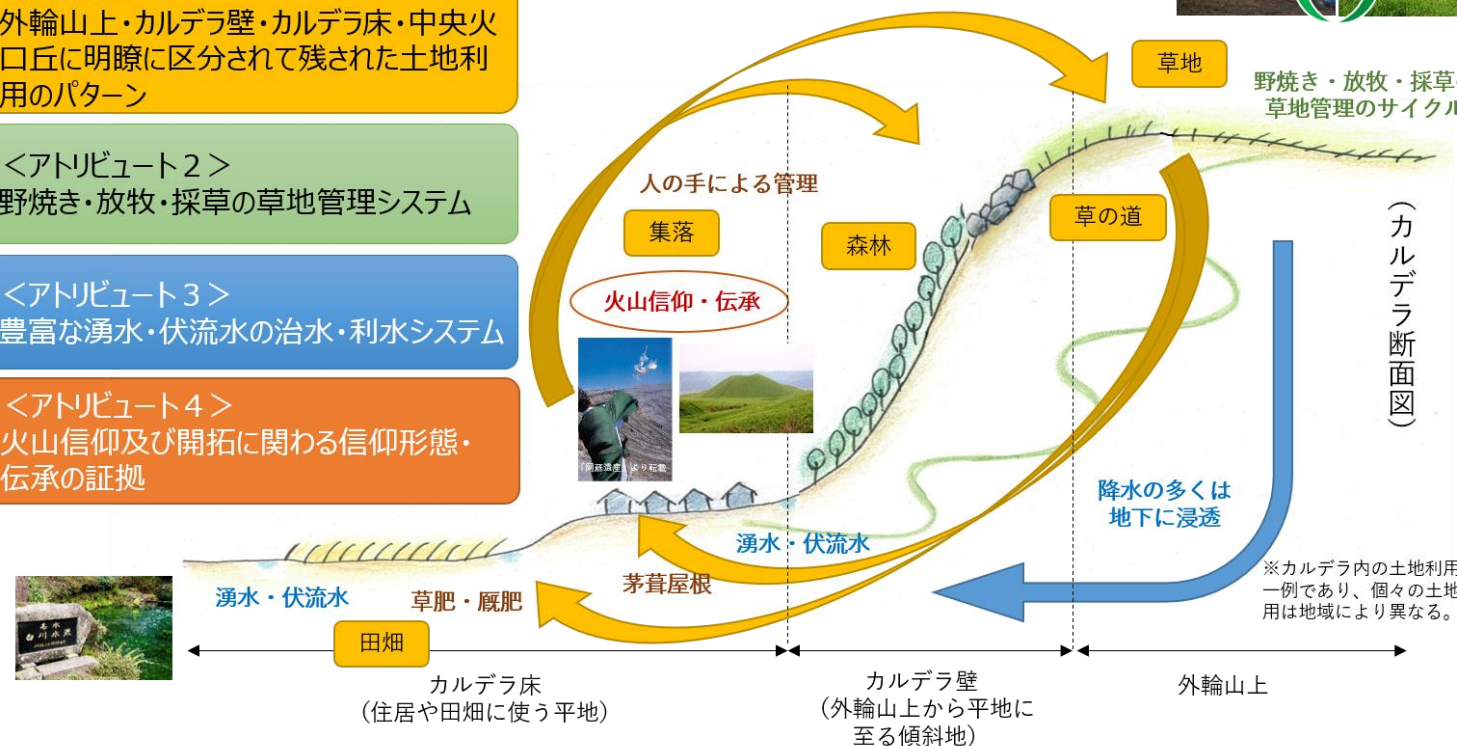 外輪山上・カルデラ壁・カルデラ床・中央火
口丘に明瞭に区分されて残された土地利
用のパターン
＜アトリビュート２＞
野焼き・放牧・採草の草地管理システム
＜アトリビュート３＞
豊富な湧水・伏流水の治水・利水システム
＜アトリビュート４＞
火山信仰及び開拓に関わる信仰形態・
伝承の証拠
草地
野焼き・放牧・採草
草地管理のサイクル
人の手による管理
集落
森林
草の道
火山信仰・伝承
「阿蘇遺産」より転載
（カルデラ断面図）
降水の多くは
地下に浸透
湧水・伏流水
茅葺屋根
湧水・伏流水
草肥・厩肥
田畑
※カルデラ内の土地利用
一例であり、個々の土地
用は地域により異なる。
カルデラ床
（住居や田畑に使う平地）
カルデラ壁
（外輪山上から平地に
至る傾斜地）
外輪山上